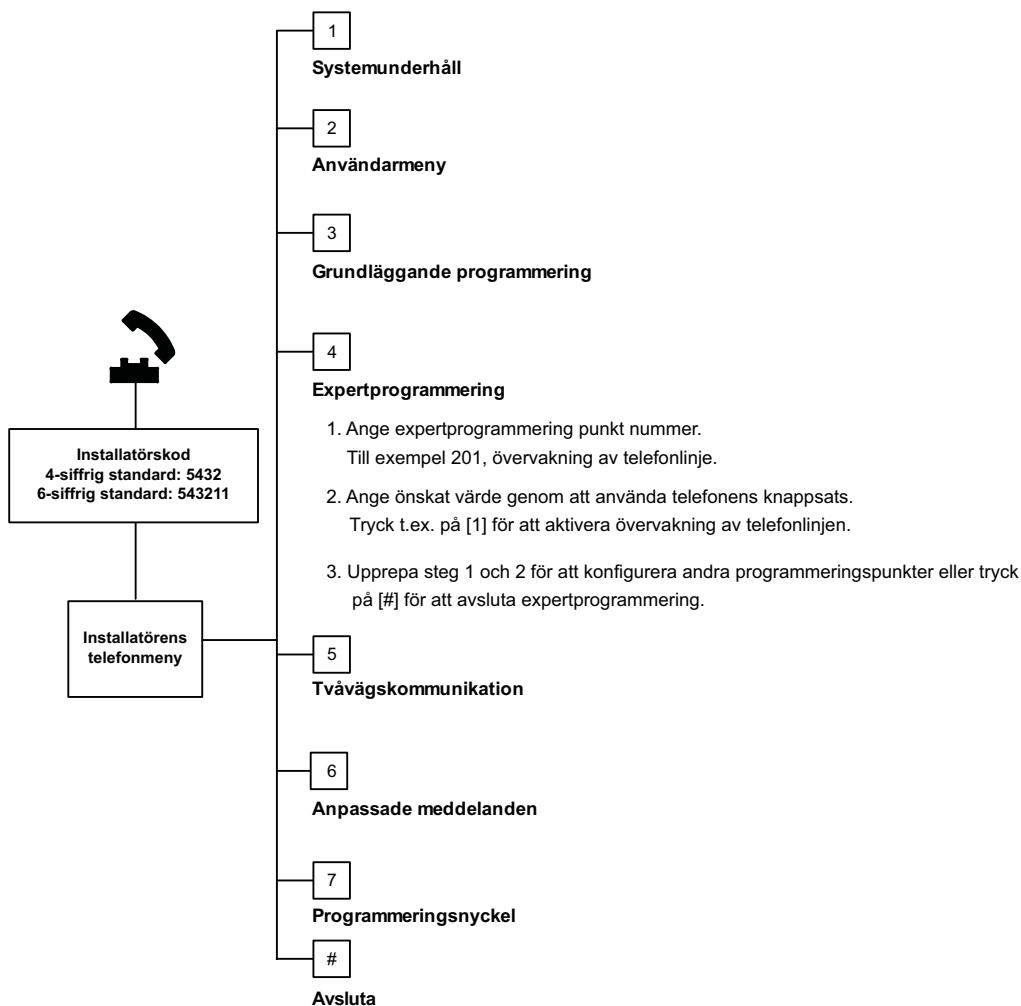 1
Systemunderhåll
2
Användarmeny
3
Grundläggande programmering
4
Expertprogrammering
1. Ange expertprogrammering punkt nummer.
Till exempel 201, övervakning av telefonlinje.
2. Ange önskat värde genom att använda telefonens knappsats.
Tryck t.ex. på [1] för att aktivera övervakning av telefonlinjen.
3. Upprepa steg 1 och 2 för att konfigurera andra programmeringspunkter eller tryck
på [#] för att avsluta expertprogrammering.
Installatörskod
4-siffrig standard: 5432
6-siffrig standard: 543211
Installatörens
telefonmeny
5
Tvåvägskommunikation
6
Anpassade meddelanden
7
Programmeringsnyckel
#
Avsluta